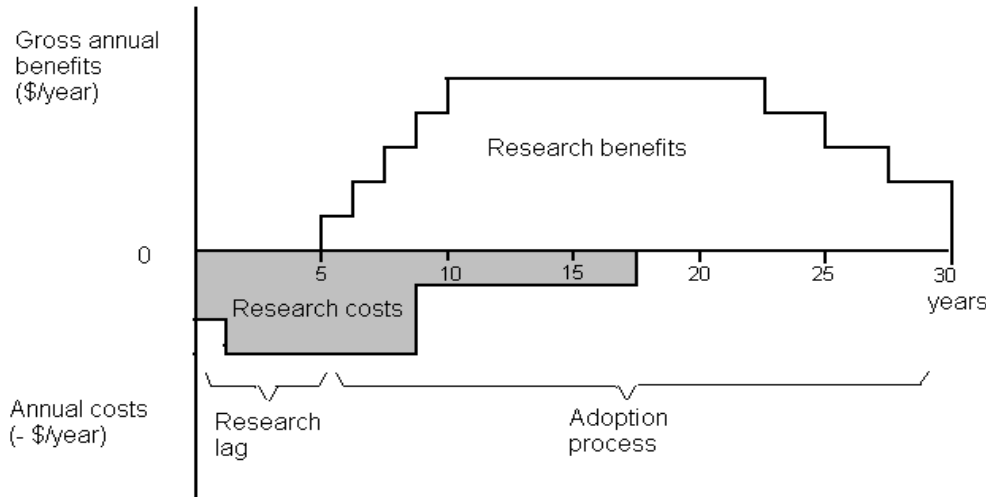 Gross annual
benefits
($/year)
Research benefits
0
5
10
15
20
25
30
years
Research costs
Annual costs
(- $/year)
Research
lag
Adoption
process